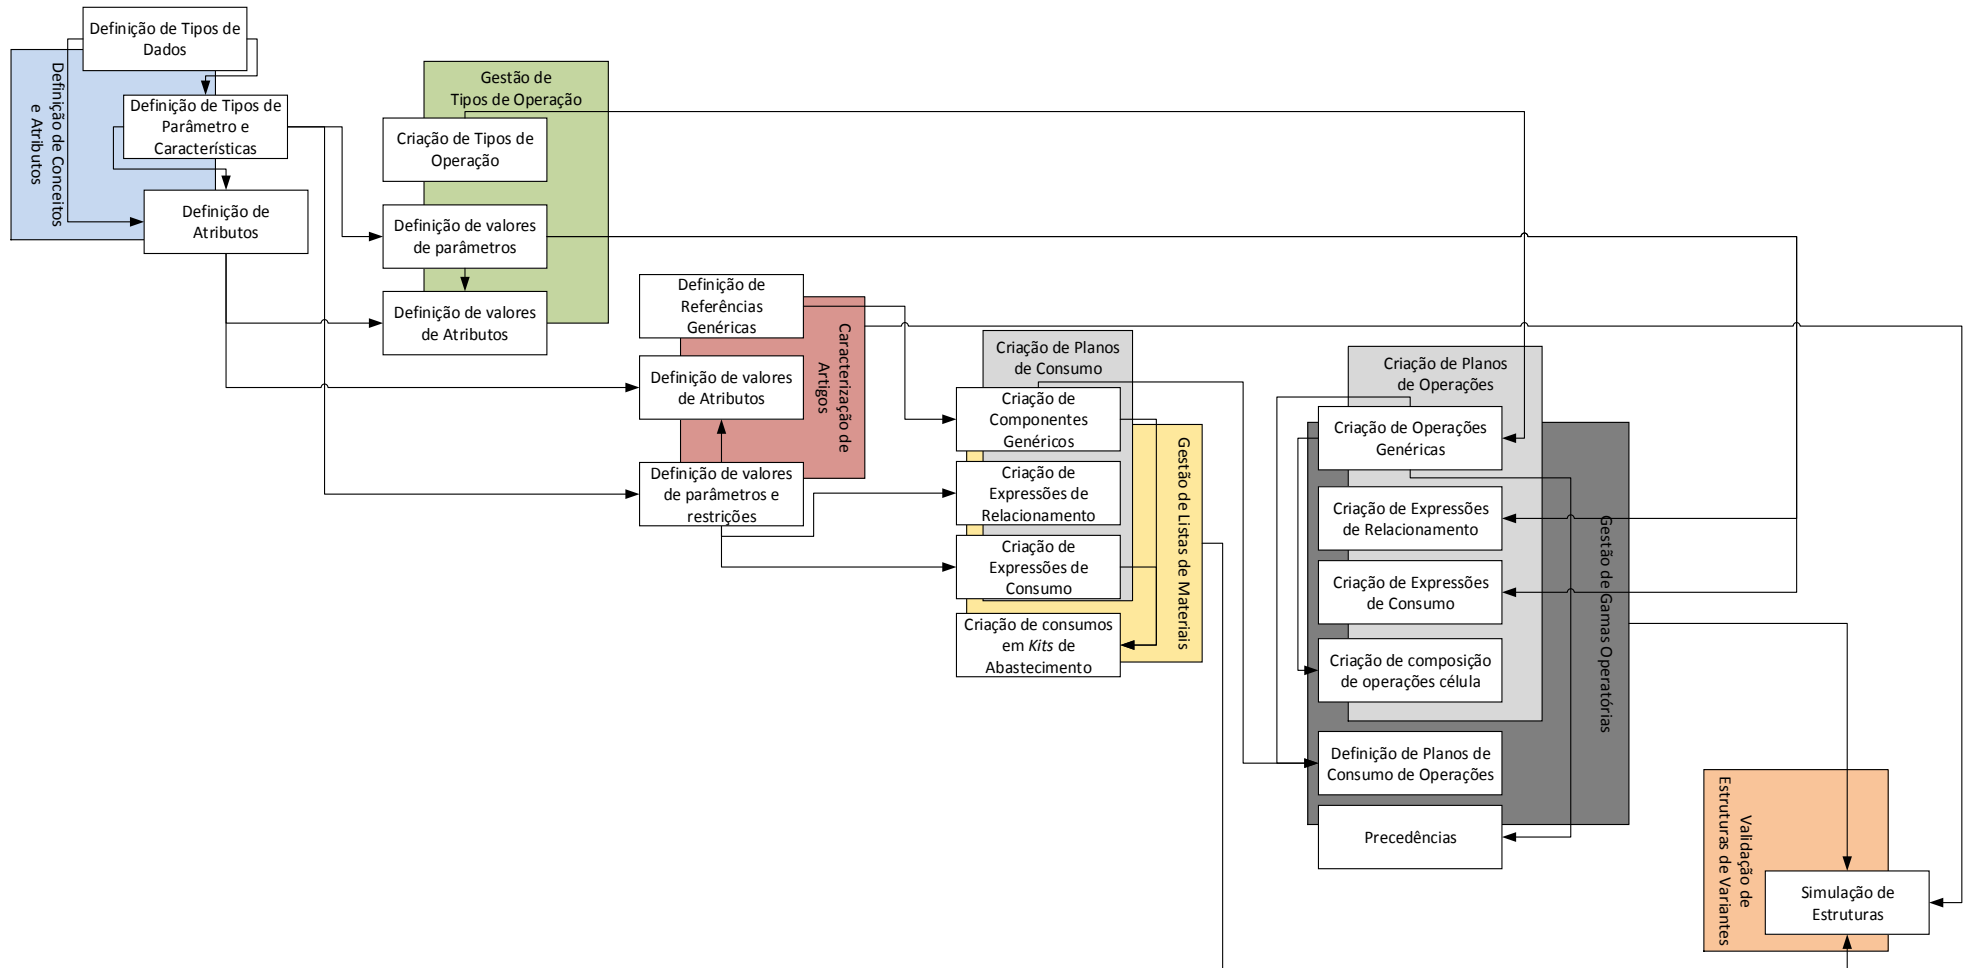 Definição de Tipos de
Dados
Definição de Conceitos
e Atributos
Definição de Tipos de
Parâmetro e
Características
Definição de
Atributos
Gestão de
Tipos de Operação
Criação de Tipos de
Operação
Definição de valores
de parâmetros
Definição de valores
de Atributos
Definição de
Referências
Genéricas
Caracterização de
Artigos
Definição de valores
de Atributos
Definição de valores
de parâmetros e
restrições
Criação de Planos
de Consumo
Criação de
Componentes
Genéricos
Criação de
Expressões de
Relacionamento
Criação de
Expressões de
Consumo
Criação de consumos
em Kits de
Abastecimento
Gestão de Listas de Materiais
Criação de Planos
de Operações
Criação de Operações
Genéricas
Criação de Expressões
de Relacionamento
Criação de Expressões
de Consumo
Criação de composição
de operações célula
Definição de Planos de
Consumo de Operações
Precedências
Gestão de Gamas Operatórias
Validação de
Estruturas de Variantes
Simulação de
Estruturas